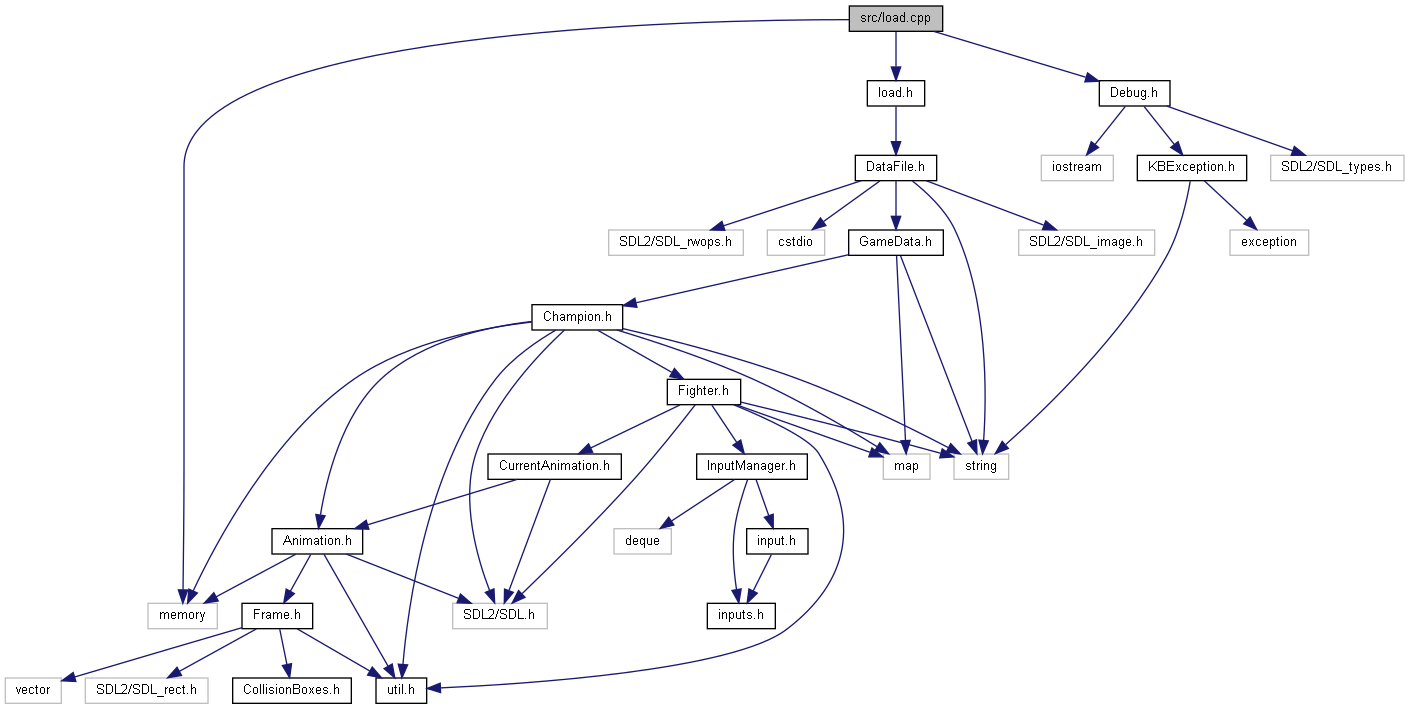 src/load.cpp
load.h
Debug.h
DataFile.h
iostream
KBException.h
SDL2/SDL_types.h
SDL2/SDL_rwops.h
cstdio
GameData.h
SDL2/SDL_image.h
exception
Champion.h
Fighter.h
CurrentAnimation.h
InputManager.h
map
string
Animation.h
deque
input.h
memory
Frame.h
SDL2/SDL.h
inputs.h
vector
SDL2/SDL_rect.h
CollisionBoxes.h
util.h